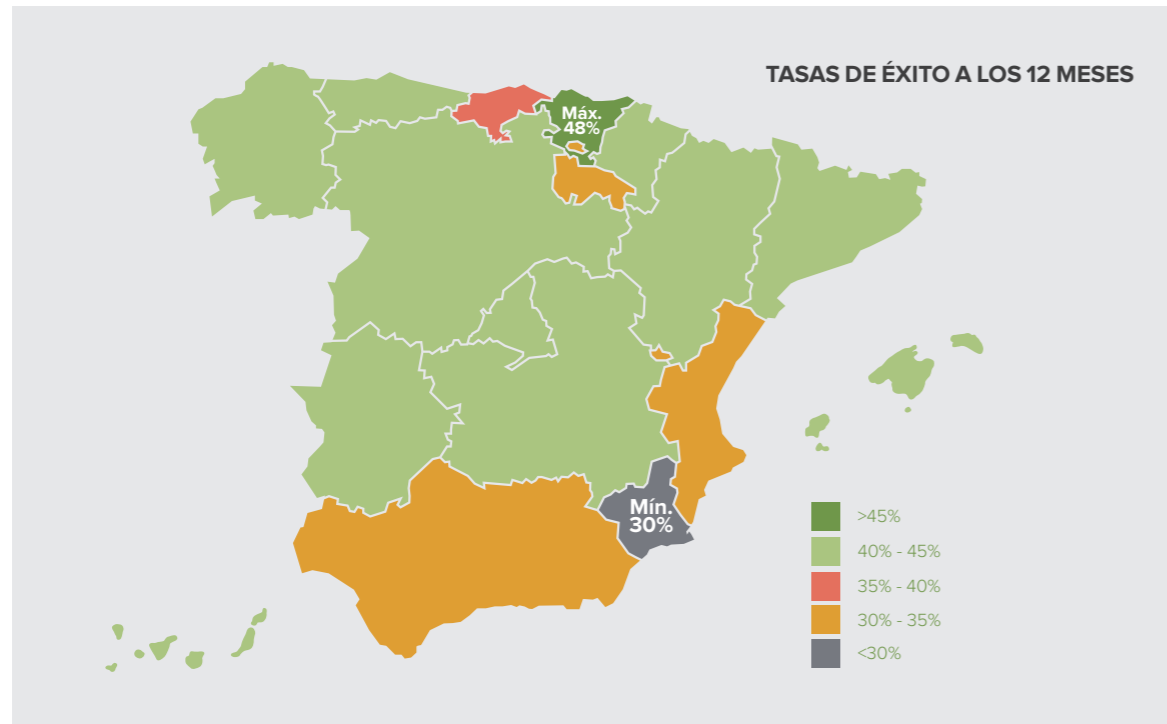 TASAS DE ÉXITO A LOS 12 MESES
Máx.
48%
Mín.
30%
>45%
40% - 45%
35% - 40%
30% - 35%
<30%